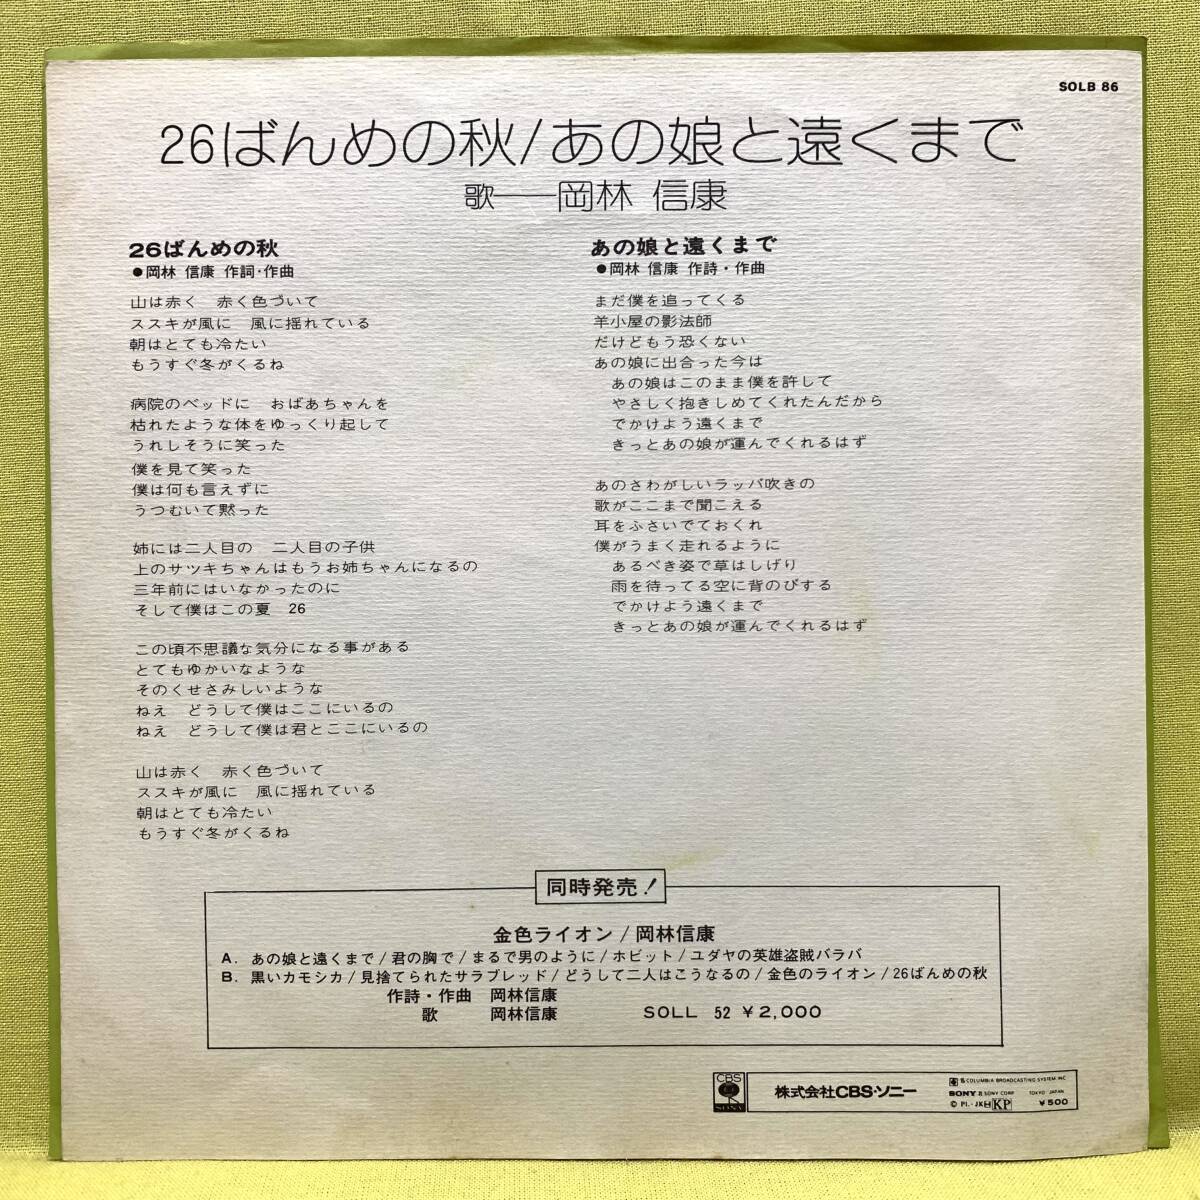 SOLB 86
26ばんめの秋/あの娘と遠くまで
歌──岡林 信康
26ばんめの秋
●岡林 信康 作詞・作曲
山は赤く 赤く色づいて
ススキが風に 風に揺れている
朝はとても冷たい
もうすぐ冬がくるね
病院のベッドに おばあちゃんを
枯れたような体をゆっくり起して
うれしそうに笑った
僕を見て笑った
僕は何も言えずに
うつむいて黙った
姉には二人目の 二人目の子供
上のサツキちゃんはもうお姉ちゃんになるの
三年前にはいなかったのに
そして僕はこの夏 26
この頃不思議な気分になる事がある
とてもゆかいなような
そのくせさみしいような
ねえ どうして僕はここにいるの
ねえ どうして僕は君とここにいるの
山は赤く 赤く色づいて
ススキが風に 風に揺れている
朝はとても冷たい
もうすぐ冬がくるね
あの娘と遠くまで
●岡林 信康 作詩・作曲
まだ僕を追ってくる
羊小屋の影法師
だけどもう恐くない
あの娘に出合った今は
あの娘はこのまま僕を許して
やさしく抱きしめてくれたんだから
でかけよう遠くまで
きっとあの娘が運んでくれるはず
あのさわがしいラッパ吹きの
歌がここまで聞こえる
耳をふさいでておくれ
僕がうまく走れるように
あるべき姿で草はしげり
雨を待ってる空に背のびする
でかけよう遠くまで
きっとあの娘が運んでくれるはず
同時発売!
金色ライオン/岡林信康
A. あの娘と遠くまで/君の胸で/まるで男のように/ホビット/ユダヤの英雄盗賊バラバ
B. 黒いカモシカ/見捨てられたサラブレッド/どうして二人はこうなるの/金色のライオン/26ばんめの秋
作詩・作曲 岡林信康
歌 岡林信康 SOLL 52 ¥2,000
CBS
SONY
株式会社CBS・ソニー
COLUMBIA BROADCASTING SYSTEM INC
SONY SONY CORP TOKYO JAPAN
KP ¥500